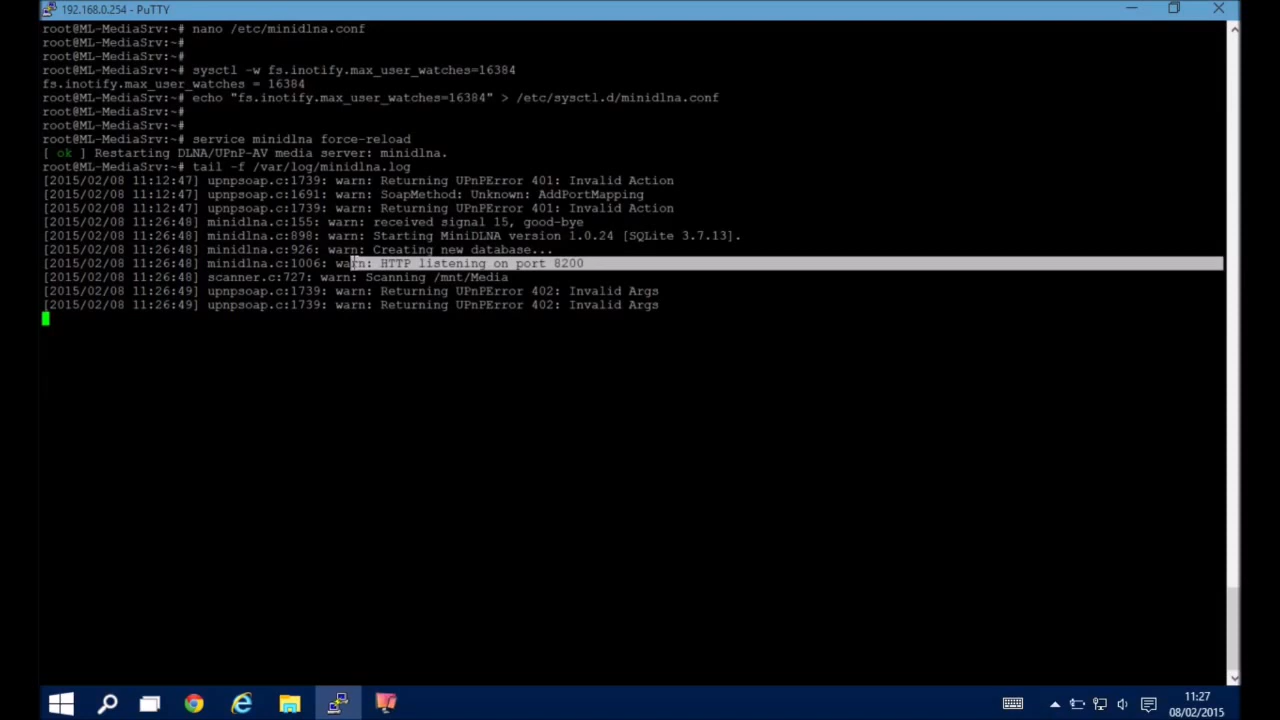 192.168.0.254 - PuTTY
root@ML-MediaSrv:~# nano /etc/minidlna.conf
root@ML-MediaSrv:~#
root@ML-MediaSrv:~#
root@ML-MediaSrv:~# sysctl -w fs.inotify.max_user_watches=16384
fs.inotify.max_user_watches = 16384
root@ML-MediaSrv:~# echo "fs.inotify.max_user_watches=16384" > /etc/sysctl.d/minidlna.conf
root@ML-MediaSrv:~#
root@ML-MediaSrv:~#
root@ML-MediaSrv:~# service minidlna force-reload
[ ok ] Restarting DLNA/UPnP-AV media server: minidlna.
root@ML-MediaSrv:~# tail -f /var/log/minidlna.log
[2015/02/08 11:12:47] upnpsoap.c:1739: warn: Returning UPnPError 401: Invalid Action
[2015/02/08 11:12:47] upnpsoap.c:1691: warn: SoapMethod: Unknown: AddPortMapping
[2015/02/08 11:12:47] upnpsoap.c:1739: warn: Returning UPnPError 401: Invalid Action
[2015/02/08 11:26:48] minidlna.c:155: warn: received signal 15, good-bye
[2015/02/08 11:26:48] minidlna.c:898: warn: Starting MiniDLNA version 1.0.24 [SQLite 3.7.13].
[2015/02/08 11:26:48] minidlna.c:926: warn: Creating new database...
[2015/02/08 11:26:48] minidlna.c:1006: warn: HTTP listening on port 8200
[2015/02/08 11:26:48] scanner.c:727: warn: Scanning /mnt/Media
[2015/02/08 11:26:49] upnpsoap.c:1739: warn: Returning UPnPError 402: Invalid Args
[2015/02/08 11:26:49] upnpsoap.c:1739: warn: Returning UPnPError 402: Invalid Args
11:27
08/02/2015